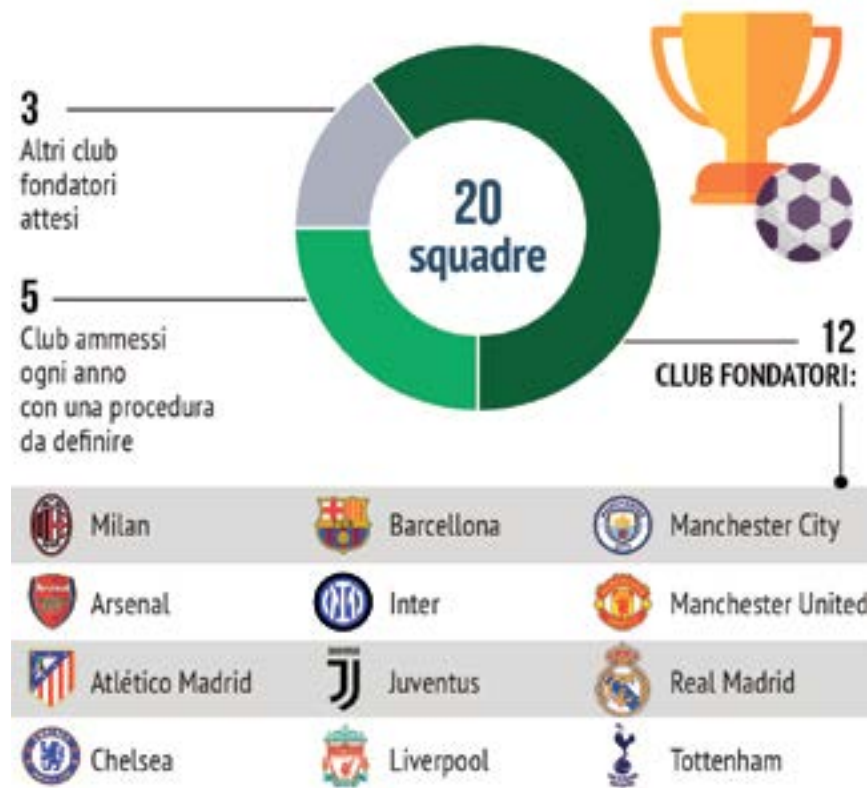 3
Altri club
fondatori
attesi
20
squadre
5
Club ammessi
ogni anno
con una procedura
da definire
12
CLUB FONDATORI:
Milan
Barcellona
Manchester City
Arsenal
Inter
Manchester United
Atlético Madrid
Juventus
Real Madrid
Chelsea
Liverpool
Tottenham